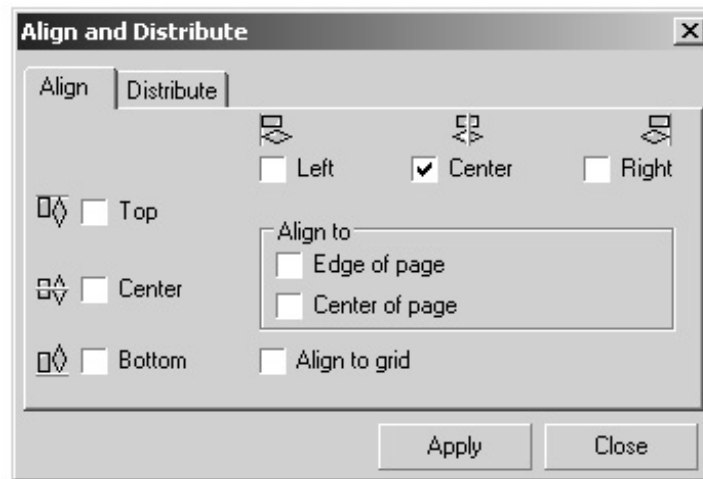 Align and Distribute
Align Distribute
Left Center Right
Top
Align to
Edge of page
Center
Center of page
Bottom Align to grid
Apply Close